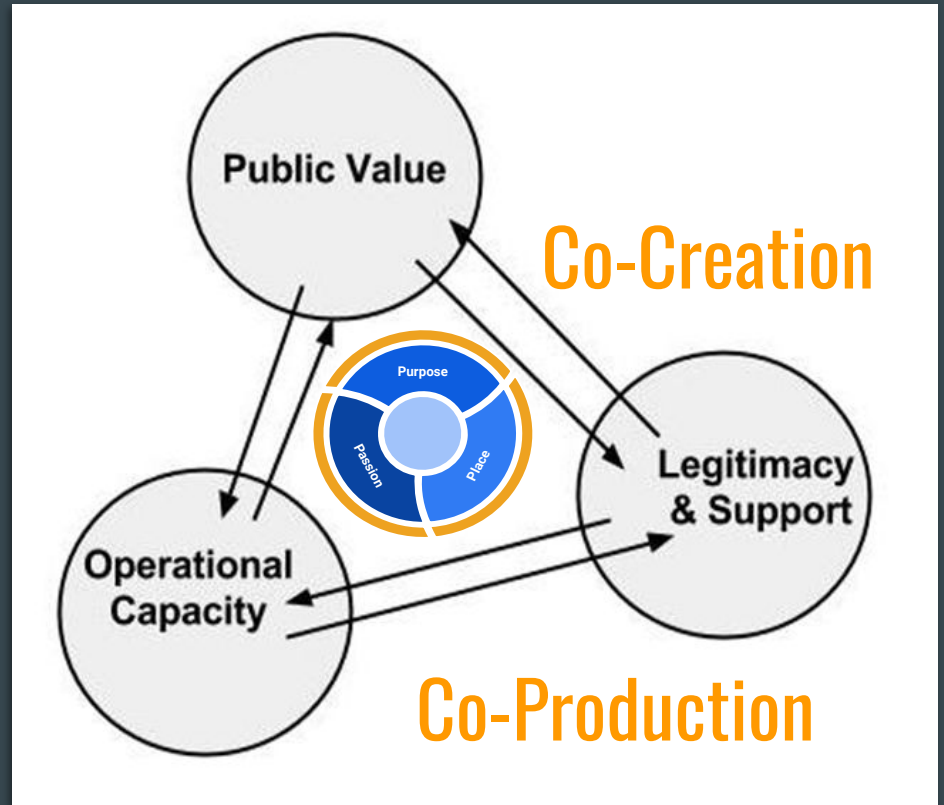 Public Value
Co-Creation
Purpose
Passion
Place
Legitimacy
& Support
Operational
Capacity
Co-Production